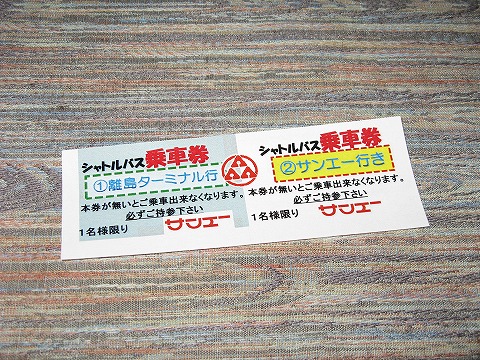 シャトルバス乗車券
①離島ターミナル行
本券が無いとご乗車出来なくなります。
必ずご持参下さい
1名様限り
サンエー
シャトルバス乗車券
②サンエー行き
本券が無いとご乗車出来なくなります。
必ずご持参下さい
1名様限り
サンエー